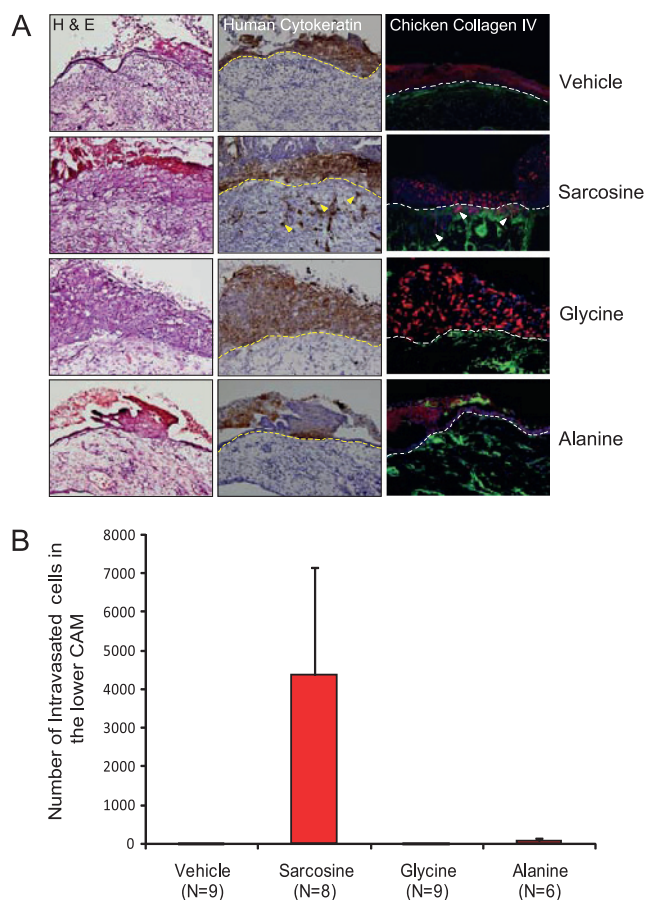 A
H & E
Human Cytokeratin
Chicken Collagen IV
Vehicle
Sarcosine
Glycine
Alanine
B
Number of Intravasated cells in
the lower CAM
8000
7000
6000
5000
4000
3000
2000
1000
0
Vehicle
(N=9)
Sarcosine
(N=8)
Glycine
(N=9)
Alanine
(N=6)